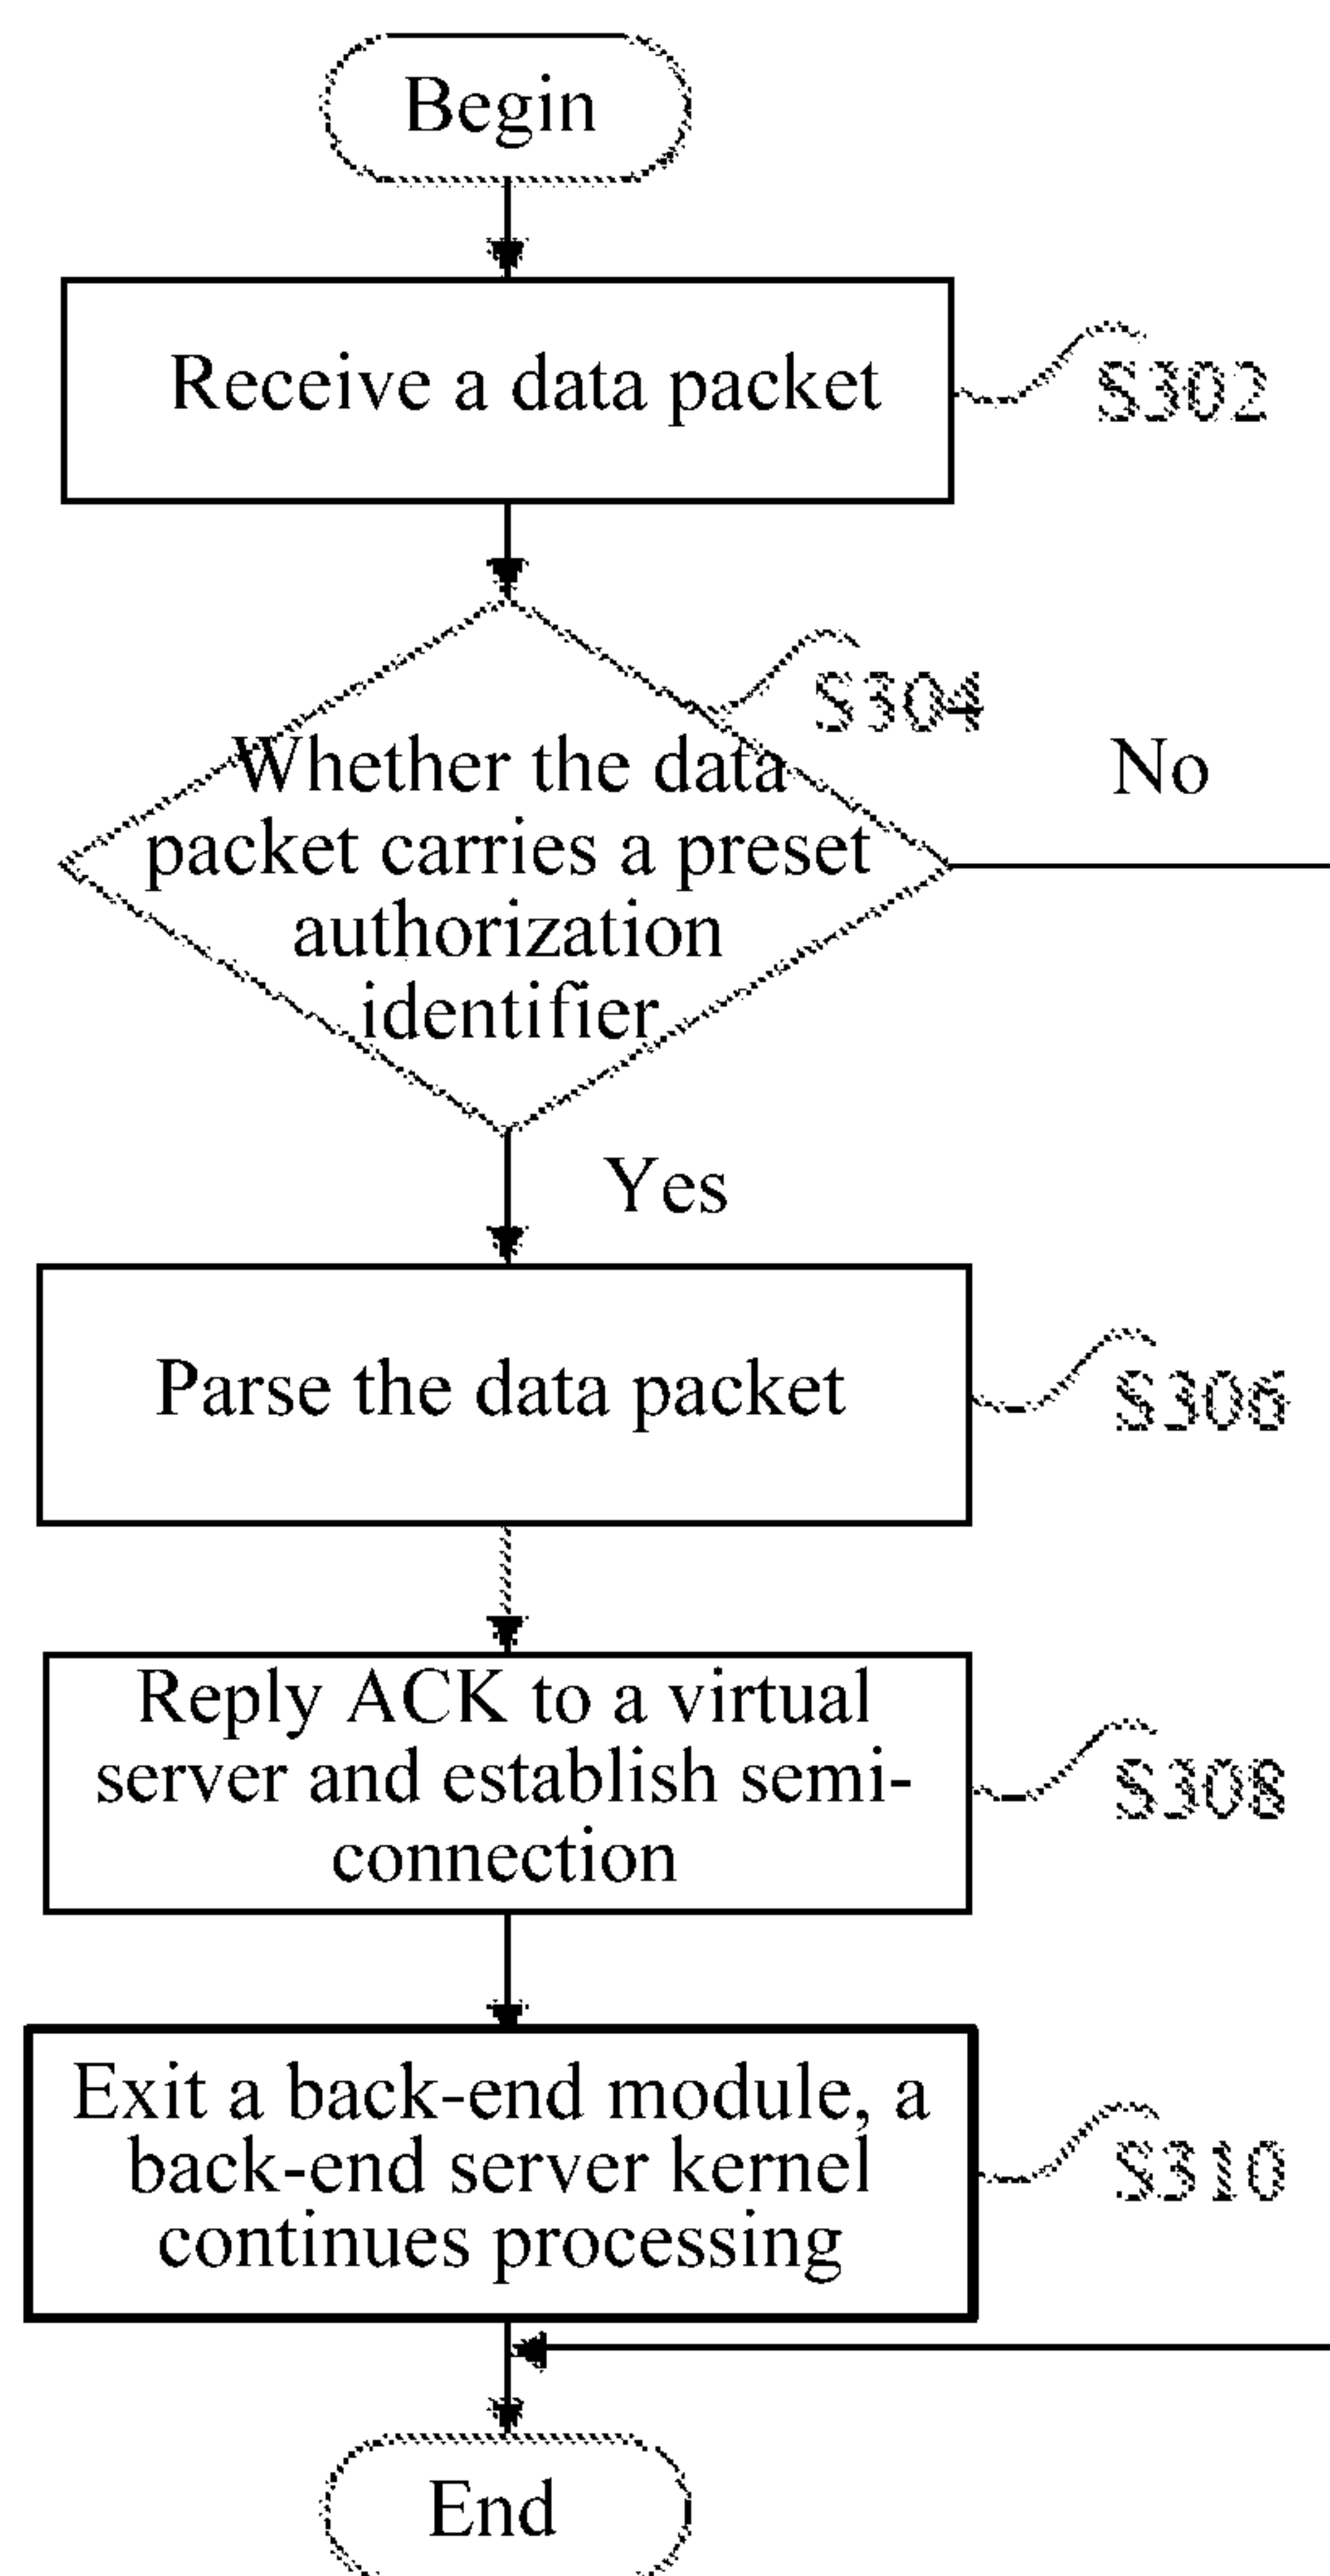 Begin
Receive a data packet
S302
S304
Whether the data
packet carries a preset
authorization
identifier
No
Yes
Parse the data packet
S306
Reply ACK to a virtual
server and establish semi-
connection
S308
Exit a back-end module, a
back-end server kernel
continues processing
S310
End